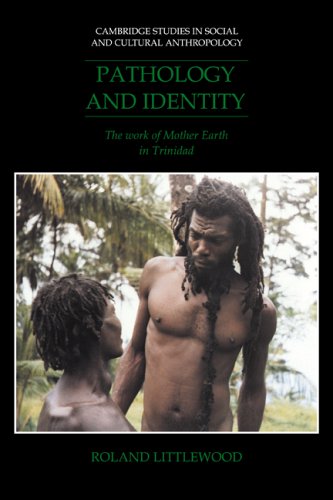 CAMBRIDGE STUDIES IN SOCIAL
AND CULTURAL ANTHROPOLOGY
PATHOLOGY
AND IDENTITY
The work of Mother Earth
in Trinidad
ROLAND LITTLEWOOD